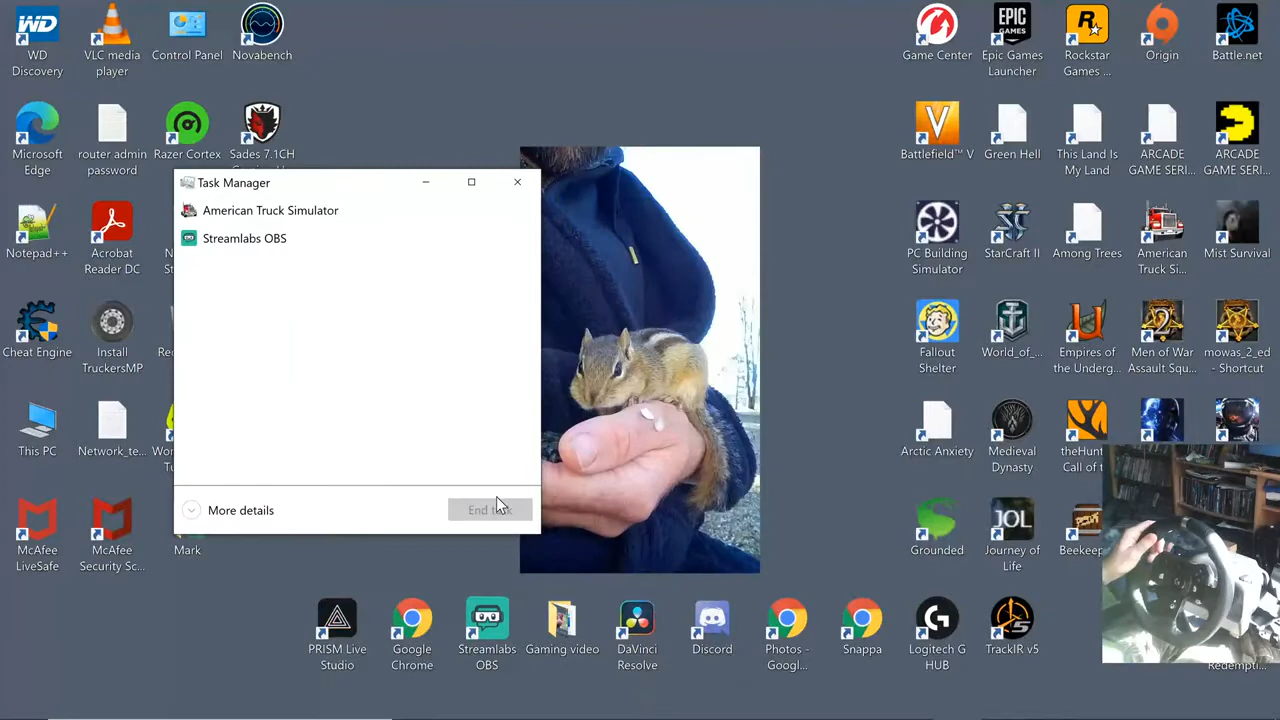 WD
Discovery
VLC media
player
Control Panel
Novabench
Game Center
EPIC
GAMES
Epic Games
Launcher
Rockstar
Games ...
Origin
Battle.net
Microsoft
Edge
router admin
password
Razer Cortex
Sades 7.1CH
Battlefield™ V
Green Hell
This Land Is
My Land
ARCADE
GAME SERI...
ARCADE
GAME SERI...
Task Manager
American Truck Simulator
Streamlabs OBS
More details
Notepad++
Acrobat
Reader DC
PC Building
Simulator
StarCraft II
Among Trees
American
Truck Si...
Mist Survival
Cheat Engine
Install
TruckersMP
Fallout
Shelter
World_of_...
Empires of
the Underg...
Men of War
Assault Squ...
mowas_2_ed
- Shortcut
This PC
Network_te...
Arctic Anxiety
Medieval
Dynasty
theHunt
Call of t
McAfee
LiveSafe
McAfee
Security Sc...
Mark
Grounded
JOL
Journey of
Life
Beekeep
PRISM Live
Studio
Google
Chrome
Streamlabs
OBS
Gaming video
DaVinci
Resolve
Discord
Photos -
Googl...
Snappa
Logitech G
HUB
TrackIR v5
Redempti...